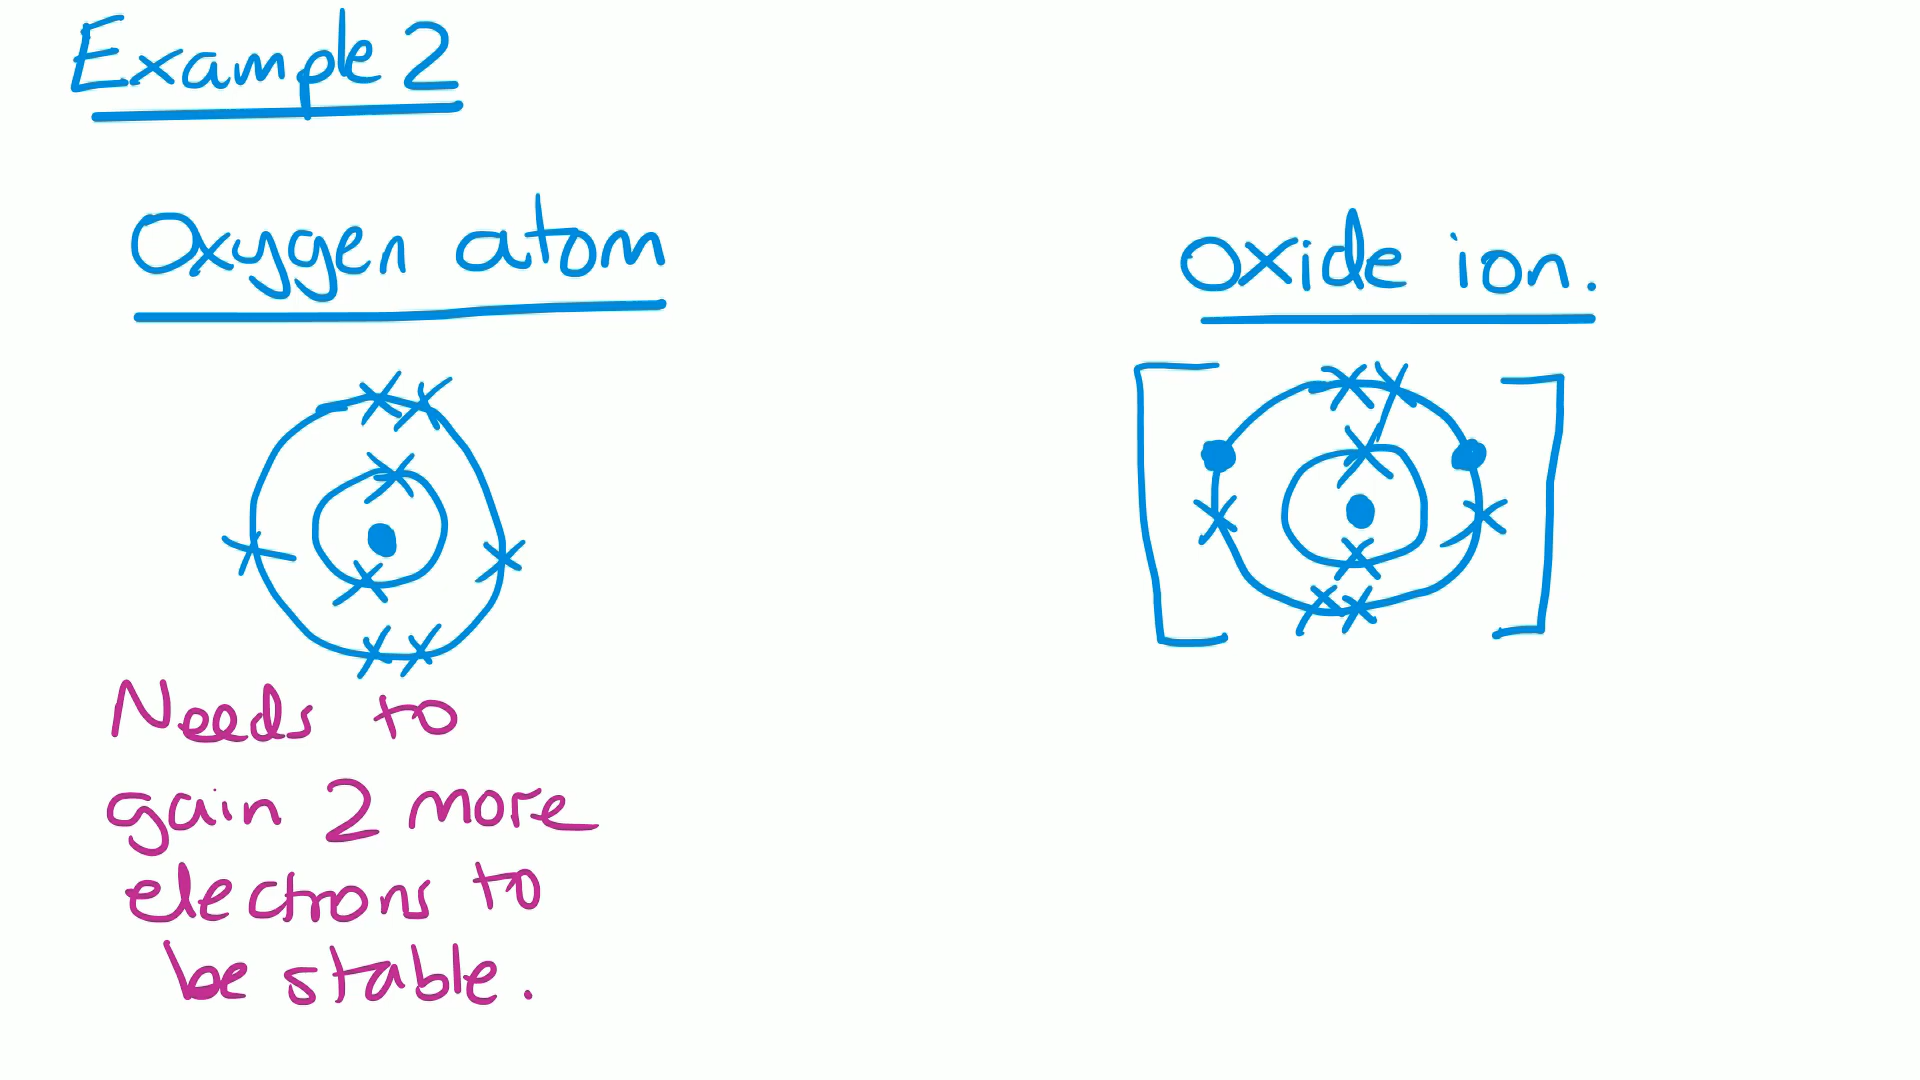 Example 2
Oxygen atom
oxide ion.
Needs to
gain 2 more
electrons to
be stable.